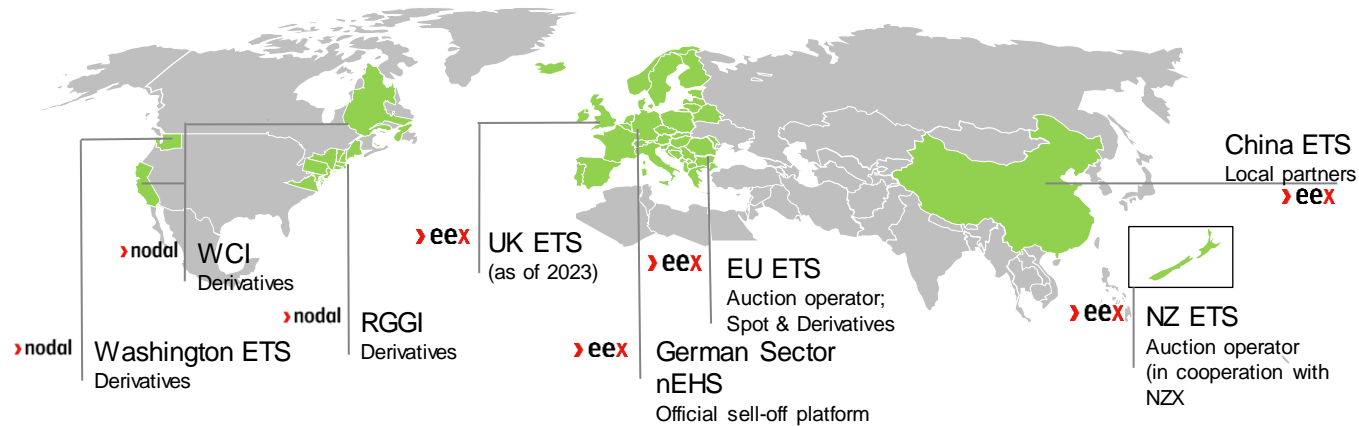 nodal
WCI
Derivatives
nodal
RGGI
Derivatives
nodal
Washington ETS
Derivatives
eex
UK ETS
(as of 2023)
eex
EU ETS
Auction operator;
Spot & Derivatives
eex
German Sector
nEHS
Official sell-off platform
China ETS
Local partners
eex
eex
NZ ETS
Auction operator
(in cooperation with
NZX